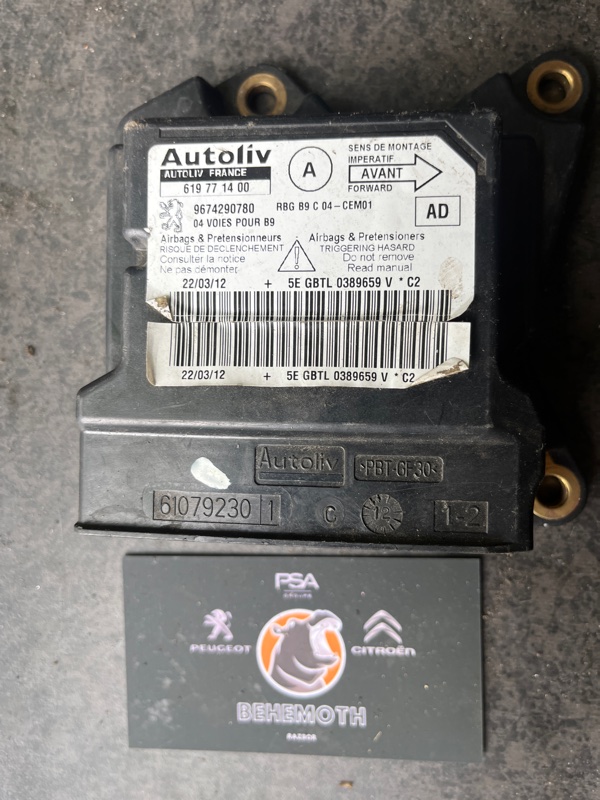 Autoliv
AUTOLIV FRANCE
619 77 14 00
A
SENS DE MONTAGE
IMPERATIF
AVANT
FORWARD
9674290780 RBG B9 C 04-CEM01
04 VOIES POUR B9
AD
Airbags & Pretensionneurs
RISQUE DE DECLENCHEMENT
Consulter la notice
Ne pas démonter
Airbags & Pretensioners
TRIGGERING HASARD
Do not remove
Read manual
22/03/12 + 5E GBTL 0389659 V * C2
22/03/12 + 5E GBTL 0389659 V * C2
Autoliv >PBT-GF30<
61079230 1 C 12 1-2
PSA
GROUPE
PEUGEOT CITROËN
BEHEMOTH
RAZBOR